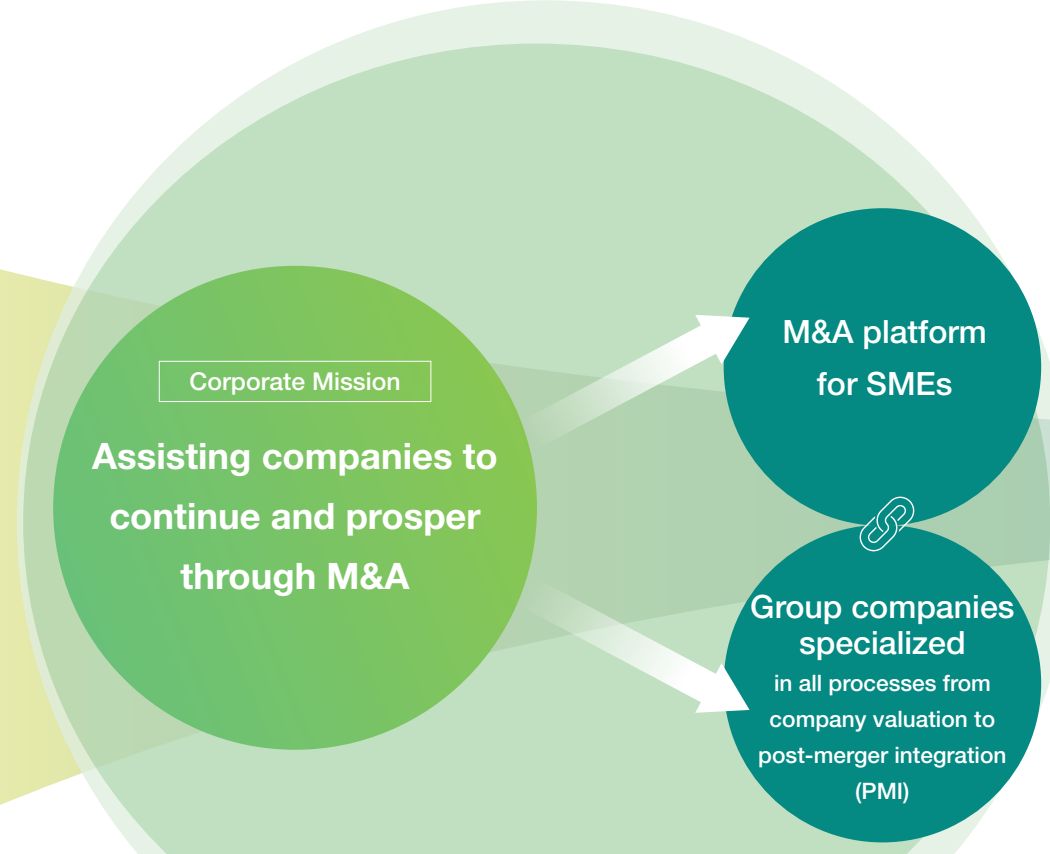 Corporate Mission
Assisting companies to
continue and prosper
through M&A
M&A platform
for SMEs
Group companies
specialized
in all processes from
company valuation to
post-merger integration
(PMI)